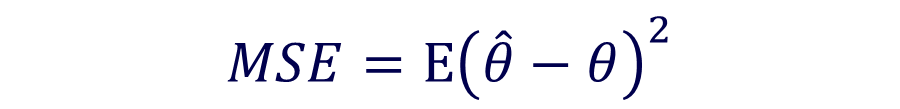 MSE = E(θ̂ − θ)²